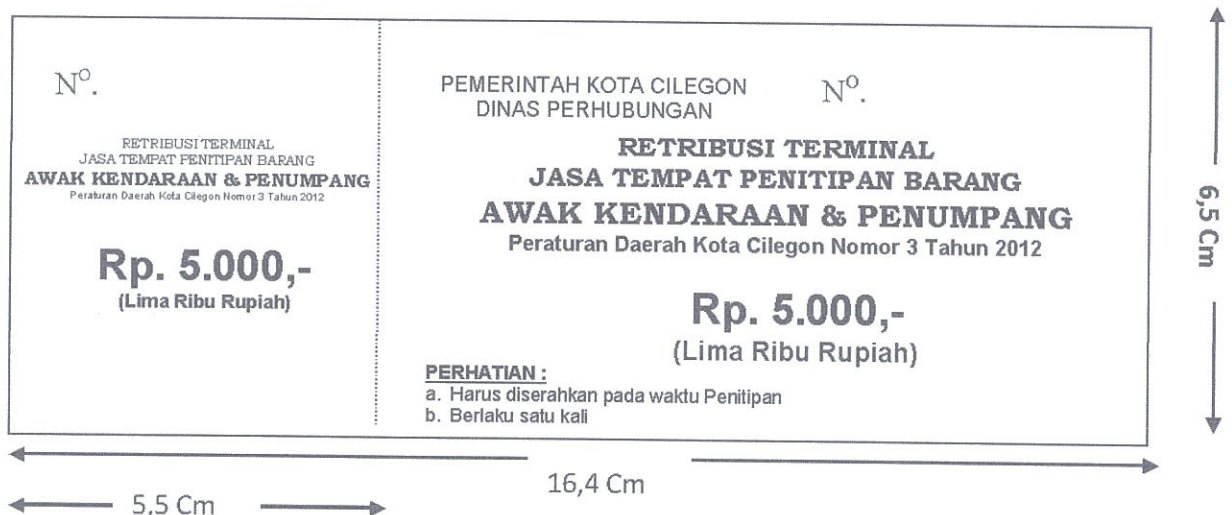 Nº.
RETRIBUSI TERMINAL
JASA TEMPAT PENITIPAN BARANG
AWAK KENDARAAN & PENUMPANG
Peraturan Daerah Kota Cilegon Nomor 3 Tahun 2012
Rp. 5.000,-
(Lima Ribu Rupiah)
PEMERINTAH KOTA CILEGON
DINAS PERHUBUNGAN
Nº.
RETRIBUSI TERMINAL
JASA TEMPAT PENITIPAN BARANG
AWAK KENDARAAN & PENUMPANG
Peraturan Daerah Kota Cilegon Nomor 3 Tahun 2012
Rp. 5.000,-
(Lima Ribu Rupiah)
PERHATIAN :
a. Harus diserahkan pada waktu Penitipan
b. Berlaku satu kali
6,5 Cm
16,4 Cm
5,5 Cm